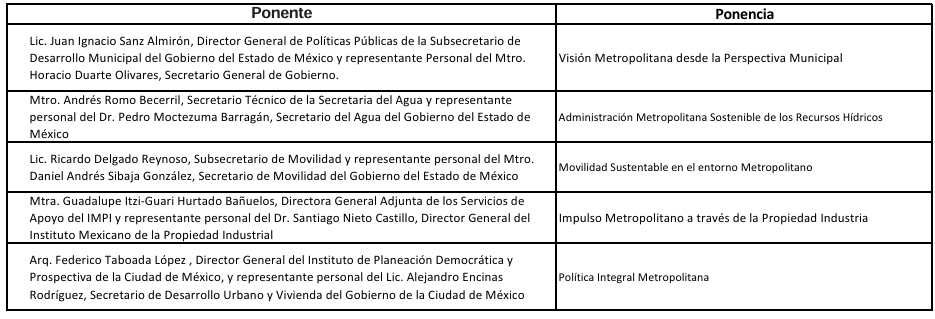 Ponente
Ponencia
Lic. Juan Ignacio Sanz Almirón, Director General de Políticas Públicas de la Subsecretario de
Desarrollo Municipal del Gobierno del Estado de México y representante Personal del Mtro.
Horacio Duarte Olivares, Secretario General de Gobierno.
Visión Metropolitana desde la Perspectiva Municipal
Mtro. Andrés Romo Becerril, Secretario Técnico de la Secretaria del Agua y representante
personal del Dr. Pedro Moctezuma Barragán, Secretario del Agua del Gobierno del Estado de
México
Administración Metropolitana Sostenible de los Recursos Hídricos
Lic. Ricardo Delgado Reynoso, Subsecretario de Movilidad y representante personal del Mtro.
Daniel Andrés Sibaja González, Secretario de Movilidad del Gobierno del Estado de México
Movilidad Sustentable en el entorno Metropolitano
Mtra. Guadalupe Itzi-Guari Hurtado Bañuelos, Directora General Adjunta de los Servicios de
Apoyo del IMPI y representante personal del Dr. Santiago Nieto Castillo, Director General del
Instituto Mexicano de la Propiedad Industrial
Impulso Metropolitano a través de la Propiedad Industria
Arq. Federico Taboada López , Director General del Instituto de Planeación Democrática y
Prospectiva de la Ciudad de México, y representante personal del Lic. Alejandro Encinas
Rodríguez, Secretario de Desarrollo Urbano y Vivienda del Gobierno de la Ciudad de México
Política Integral Metropolitana